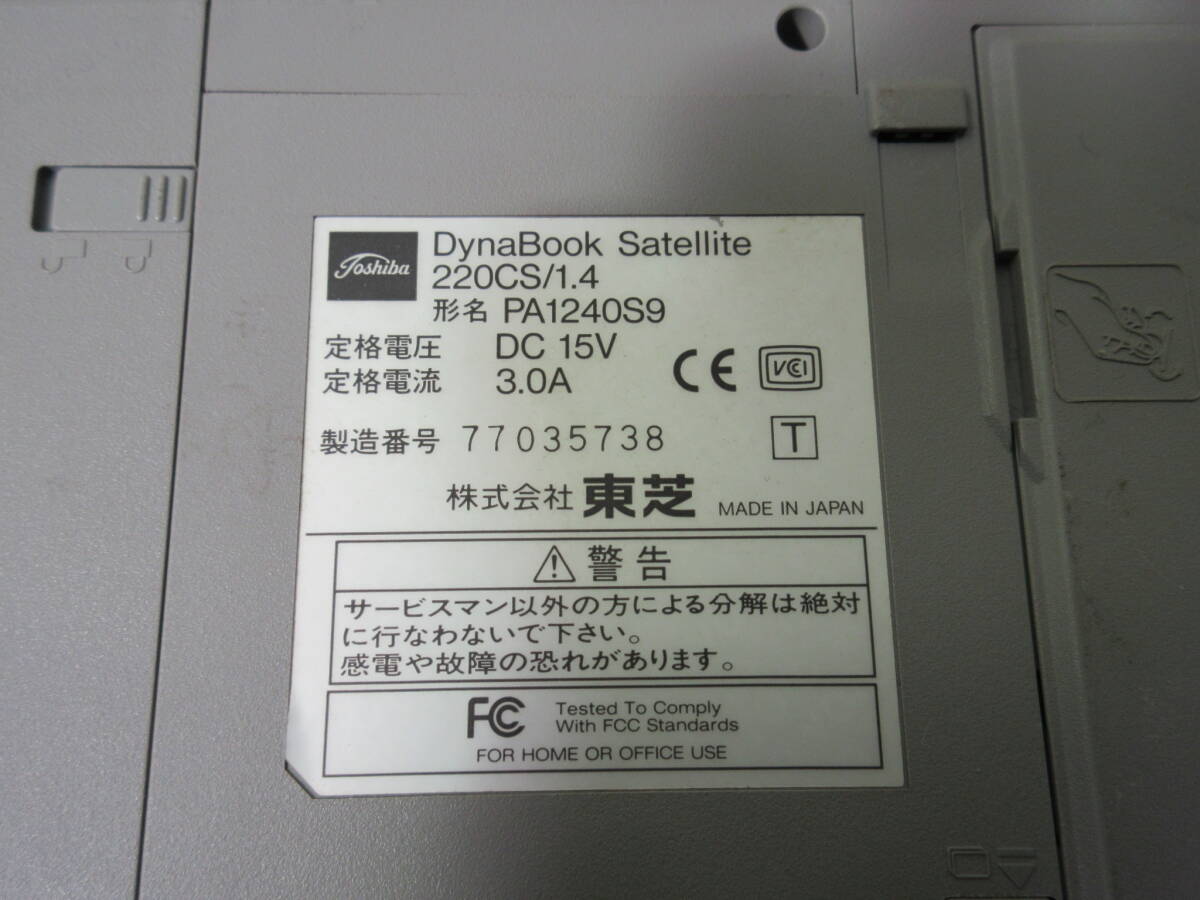 Toshiba
DynaBook Satellite
220CS/1.4
形名 PA1240S9
定格電圧 DC 15V
定格電流 3.0A
CE VCI
製造番号 77035738
T
株式会社 東芝 MADE IN JAPAN
⚠警告
サービスマン以外の方による分解は絶対
に行なわないで下さい。
感電や故障の恐れがあります。
FC Tested To Comply
With FCC Standards
FOR HOME OR OFFICE USE